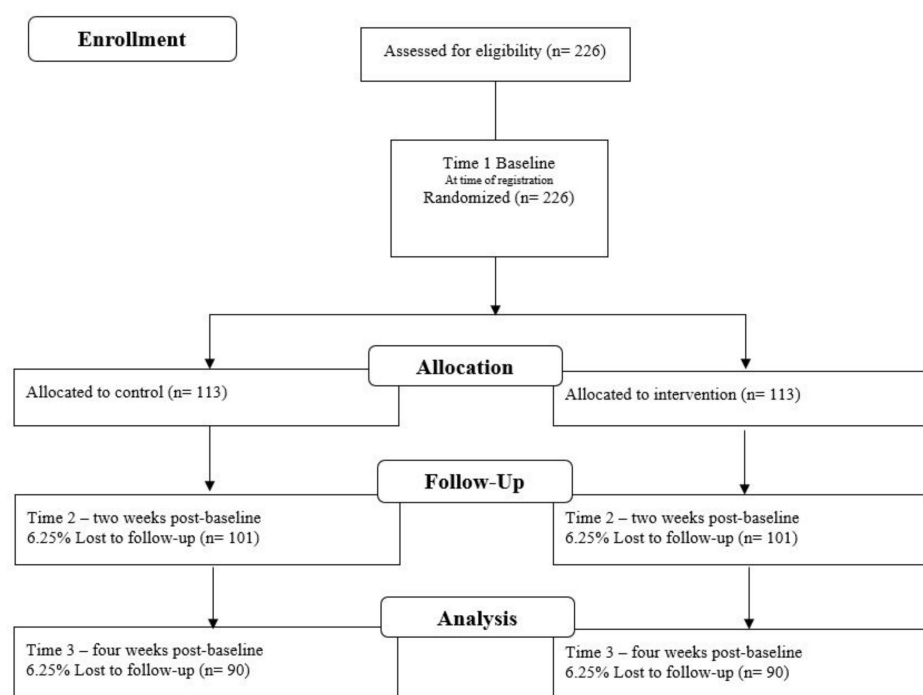 Enrollment
Assessed for eligibility (n= 226)
Time 1 Baseline
At time of registration
Randomized (n= 226)
Allocation
Allocated to control (n= 113)
Allocated to intervention (n= 113)
Follow-Up
Time 2 – two weeks post-baseline
6.25% Lost to follow-up (n= 101)
Time 2 – two weeks post-baseline
6.25% Lost to follow-up (n= 101)
Analysis
Time 3 – four weeks post-baseline
6.25% Lost to follow-up (n= 90)
Time 3 – four weeks post-baseline
6.25% Lost to follow-up (n= 90)